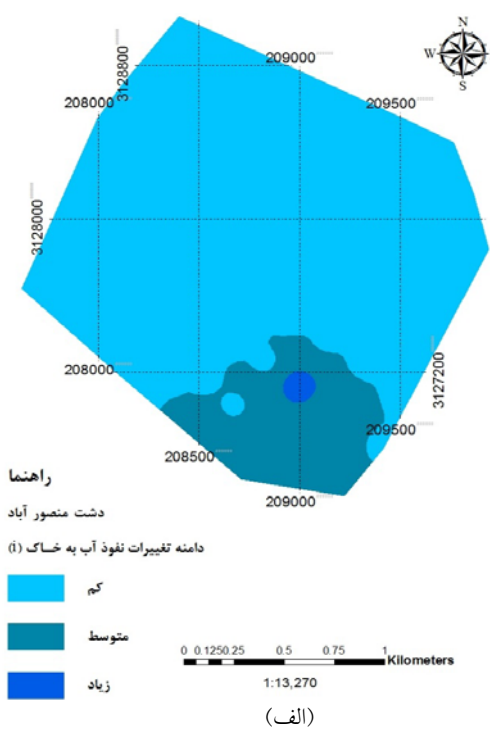 N
W
S
209000
3128800
208000
209500
3128000
208000
3127200
209500
208500
209000
راهنما
دشت منصور آباد
دامنه تغییرات نفوذ آب به خاک (i)
کم
متوسط
زیاد
0 0.125 0.25 0.5 0.75 1
Kilometers
1:13,270
(الف)